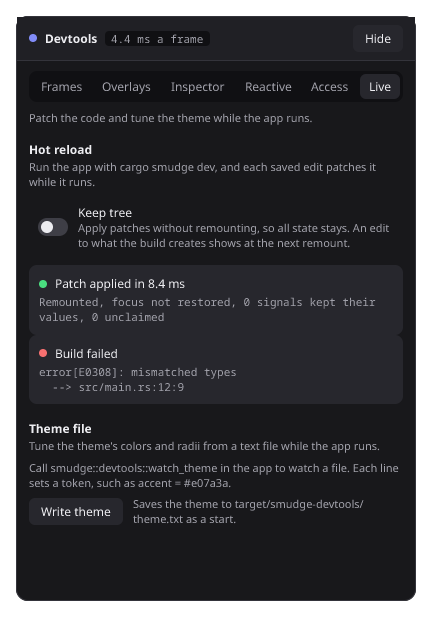 Devtools 4.4 ms a frame Hide
Frames Overlays Inspector Reactive Access Live
Patch the code and tune the theme while the app runs.
Hot reload
Run the app with cargo smudge dev, and each saved edit patches it
while it runs.
Keep tree
Apply patches without remounting, so all state stays. An edit
to what the build creates shows at the next remount.
Patch applied in 8.4 ms
Remounted, focus not restored, 0 signals kept their
values, 0 unclaimed
Build failed
error[E0308]: mismatched types
  --> src/main.rs:12:9
Theme file
Tune the theme's colors and radii from a text file while the app runs.
Call smudge::devtools::watch_theme in the app to watch a file. Each line
sets a token, such as accent = #e07a3a.
Write theme
Saves the theme to target/smudge-devtools/
theme.txt as a start.